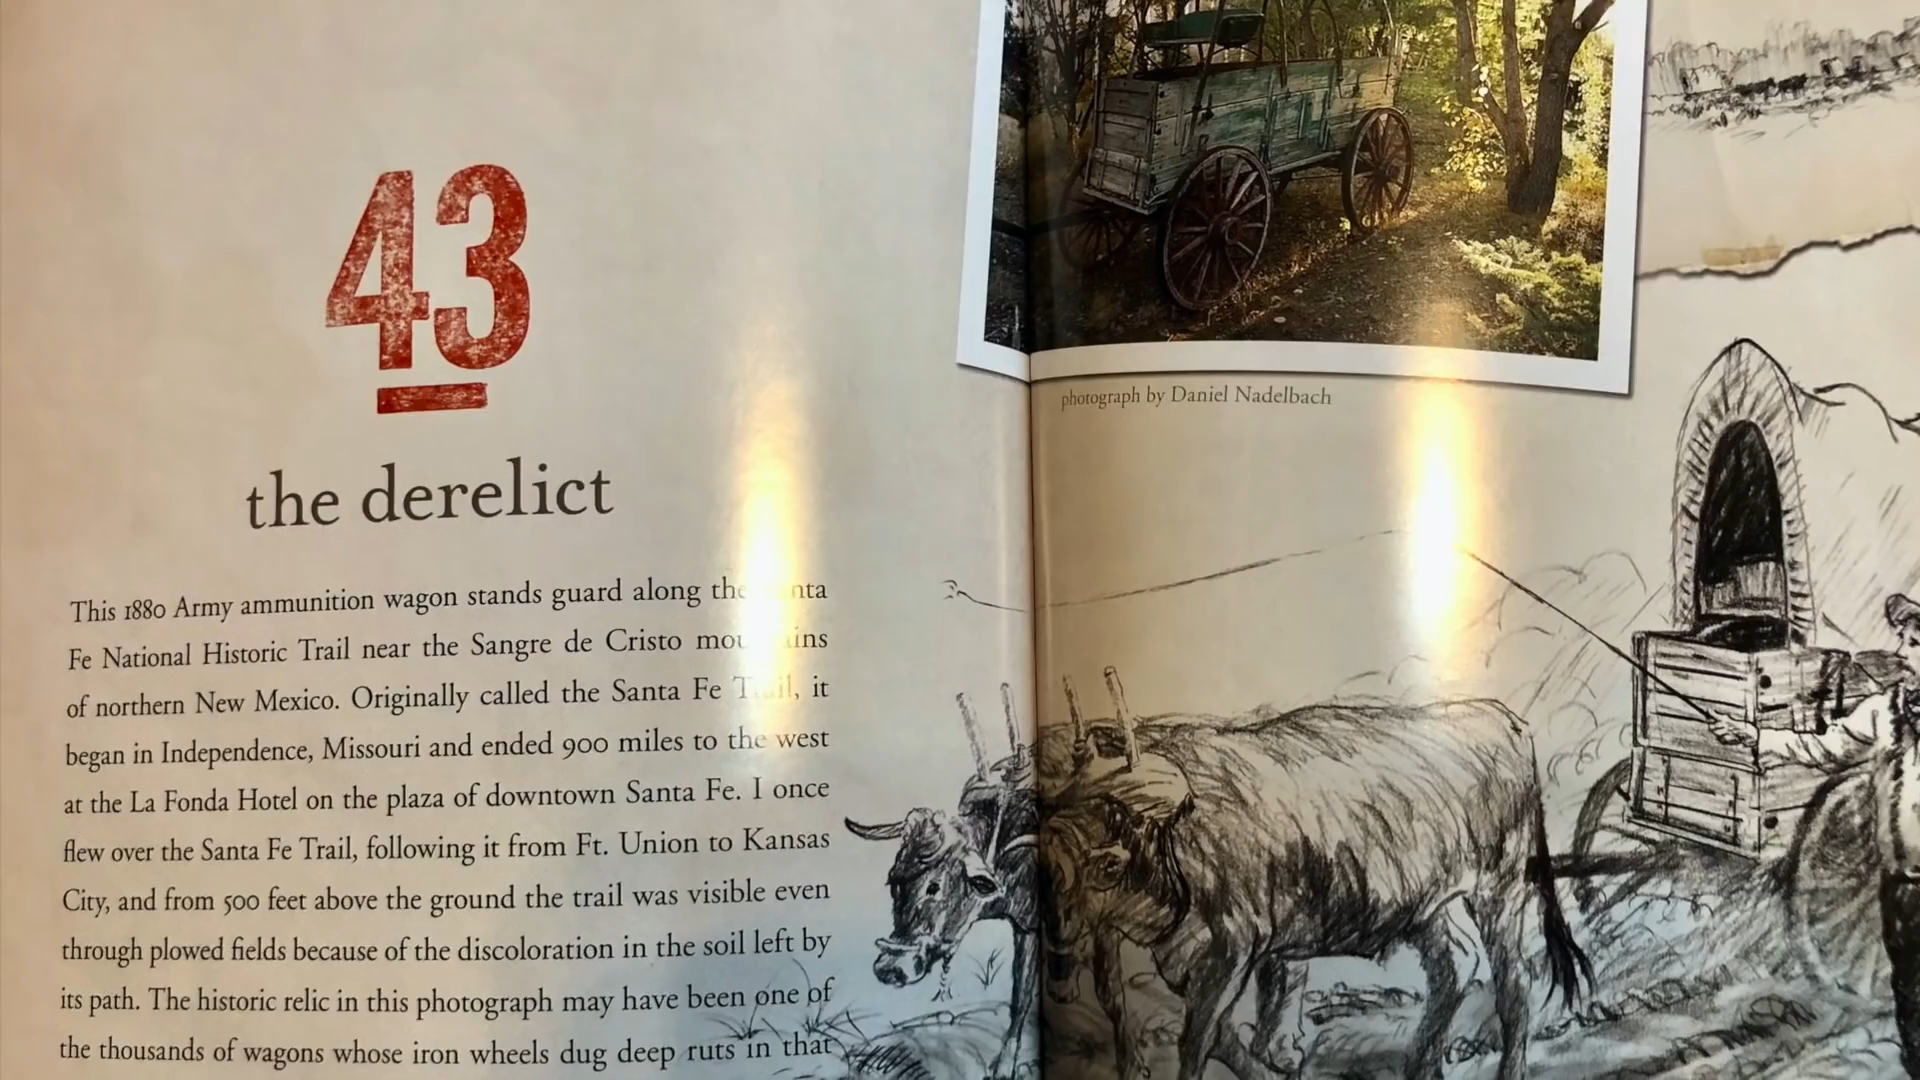 43
the derelict
This 1880 Army ammunition wagon stands guard along the
Fe National Historic Trail near the Sangre de Cristo
of northern New Mexico. Originally called the Santa Fe Trail, it
began in Independence, Missouri and ended 900 miles to the west
at the La Fonda Hotel on the plaza of downtown Santa Fe. I once
flew over the Santa Fe Trail, following it from Ft. Union to Kansas
City, and from 500 feet above the ground the trail was visible even
through plowed fields because of the discoloration in the soil left by
its path. The historic relic in this photograph may have been one of
the thousands of wagons whose iron wheels dug deep ruts in that
photograph by Daniel Nadelbach